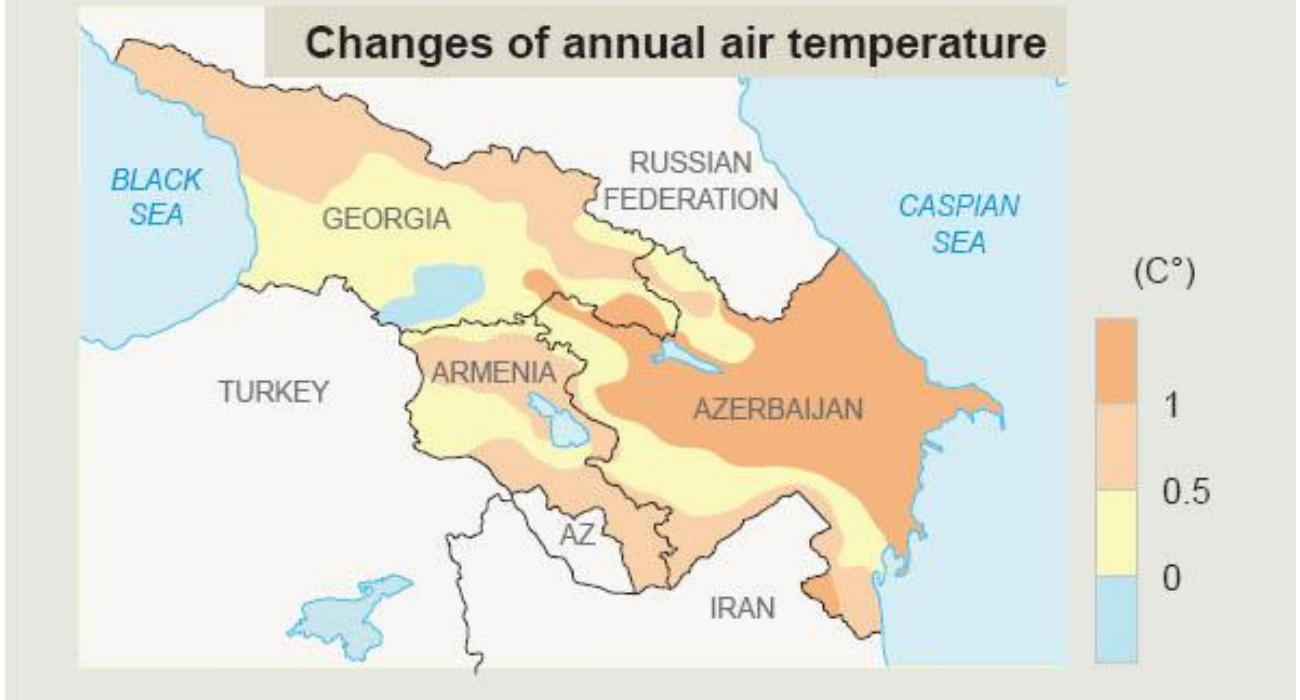 Changes of annual air temperature
RUSSIAN
FEDERATION
BLACK
SEA
CASPIAN
SEA
GEORGIA
(C°)
ARMENIA
TURKEY
AZERBAIJAN
1
0.5
AZ
0
IRAN